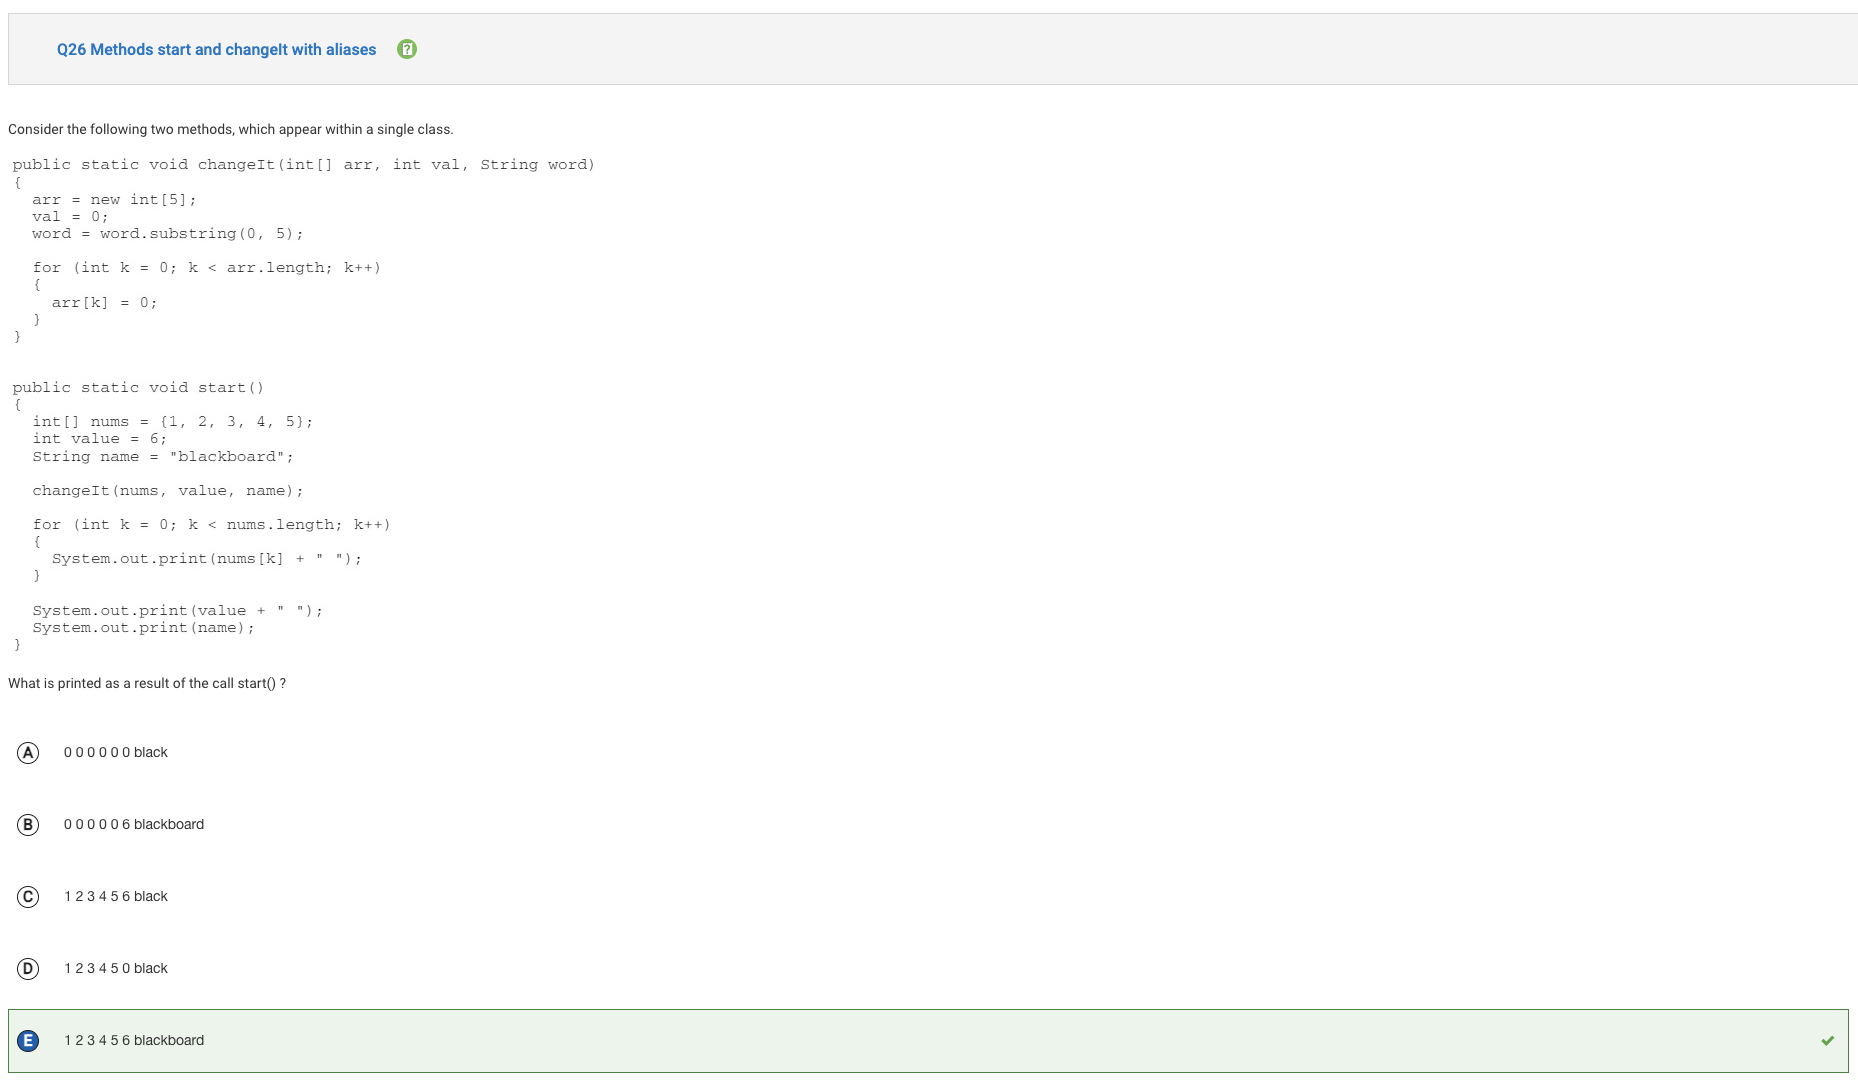 Q26 Methods start and changeIt with aliases
Consider the following two methods, which appear within a single class.
public static void changeIt(int[] arr, int val, String word)
{
  arr = new int[5];
  val = 0;
  word = word.substring(0, 5);
  for (int k = 0; k < arr.length; k++)
  {
    arr[k] = 0;
  }
}
public static void start()
{
  int[] nums = {1, 2, 3, 4, 5};
  int value = 6;
  String name = "blackboard";
  changeIt(nums, value, name);
  for (int k = 0; k < nums.length; k++)
  {
    System.out.print(nums[k] + " ");
  }
  System.out.print(value + " ");
  System.out.print(name);
}
What is printed as a result of the call start() ?
A 0 0 0 0 0 0 black
B 0 0 0 0 0 6 blackboard
C 1 2 3 4 5 6 black
D 1 2 3 4 5 0 black
E 1 2 3 4 5 6 blackboard